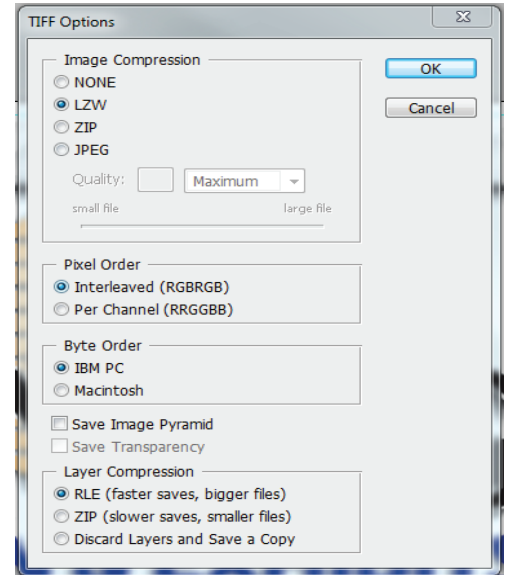 TIFF Options
Image Compression
NONE
LZW
ZIP
JPEG
Quality: Maximum
small file large file
OK
Cancel
Pixel Order
Interleaved (RGBRGB)
Per Channel (RRGGBB)
Byte Order
IBM PC
Macintosh
Save Image Pyramid
Save Transparency
Layer Compression
RLE (faster saves, bigger files)
ZIP (slower saves, smaller files)
Discard Layers and Save a Copy